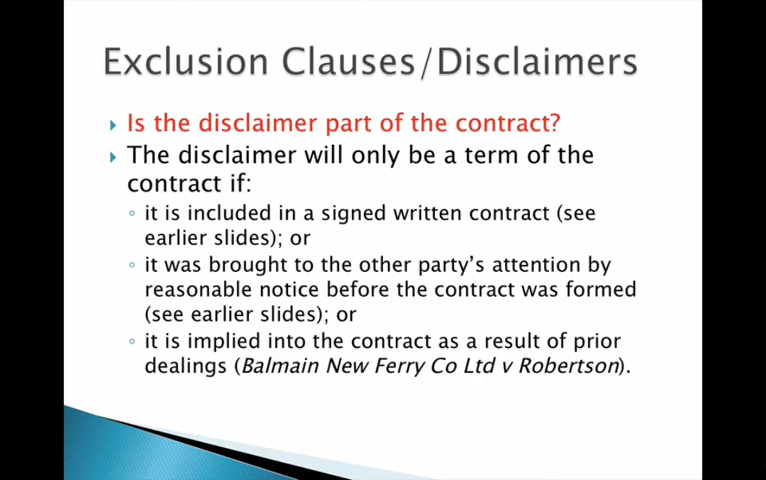 Exclusion Clauses/Disclaimers
Is the disclaimer part of the contract?
The disclaimer will only be a term of the
contract if:
it is included in a signed written contract (see
earlier slides); or
it was brought to the other party's attention by
reasonable notice before the contract was formed
(see earlier slides); or
it is implied into the contract as a result of prior
dealings (Balmain New Ferry Co Ltd v Robertson).